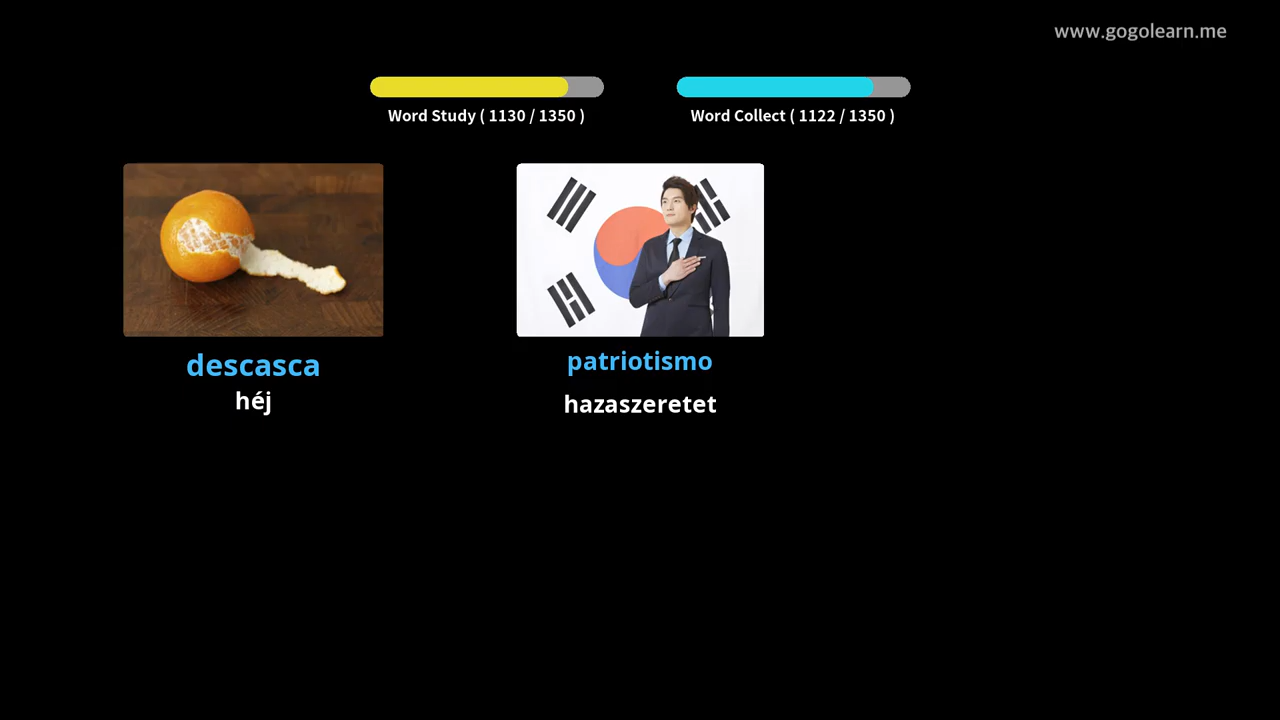 www.gogolearn.me
Word Study ( 1130 / 1350 )
Word Collect ( 1122 / 1350 )
descasca
héj
patriotismo
hazaszeretet